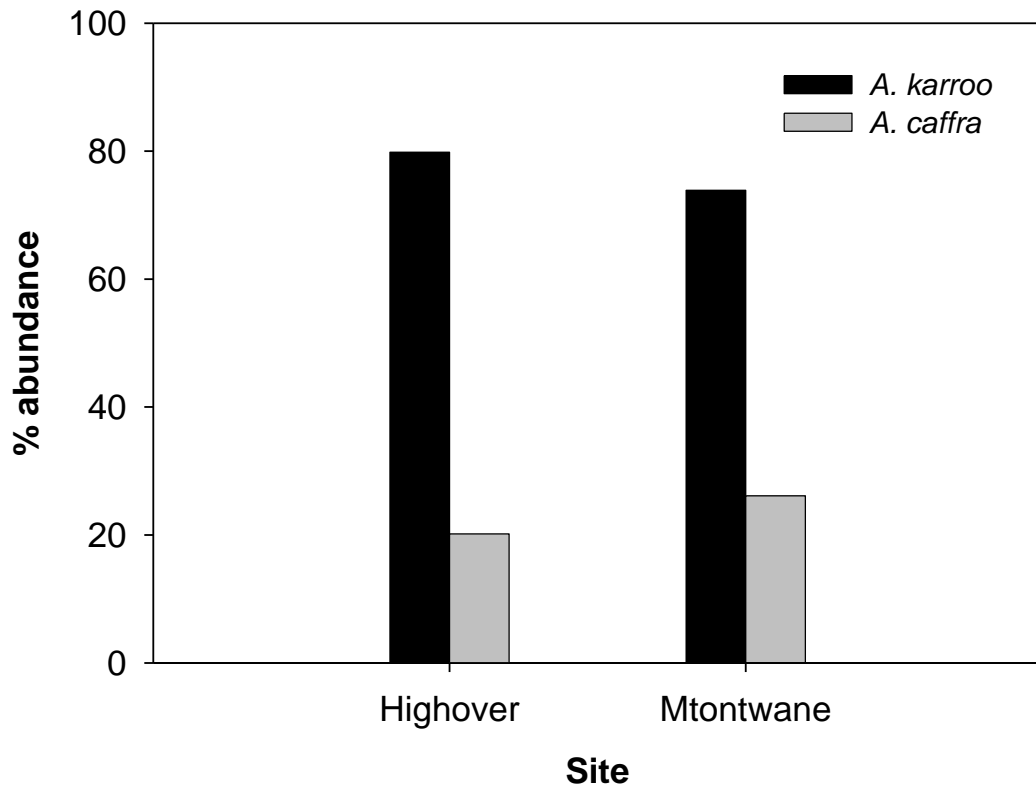 100
80
60
40
20
0
% abundance
A. karroo
A. caffra
Highover Mtontwane
Site